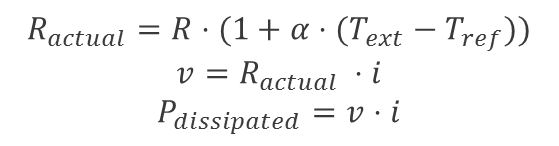 R_actual = R · (1 + α · (T_ext − T_ref))
v = R_actual · i
P_dissipated = v · i